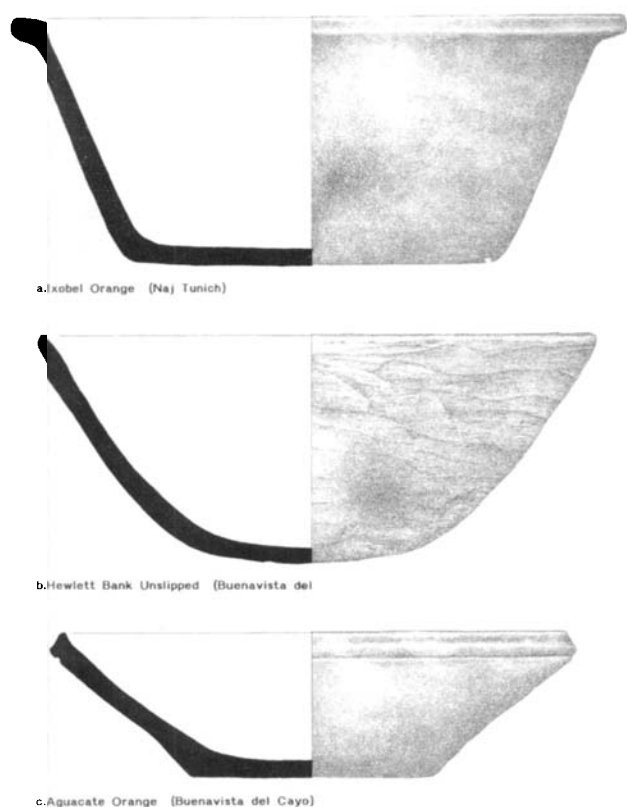 a.Ixobel Orange (Naj Tunich)
b.Hewlett Bank Unslipped (Buenavista del
c.Aguacate Orange (Buenavista del Cayo)